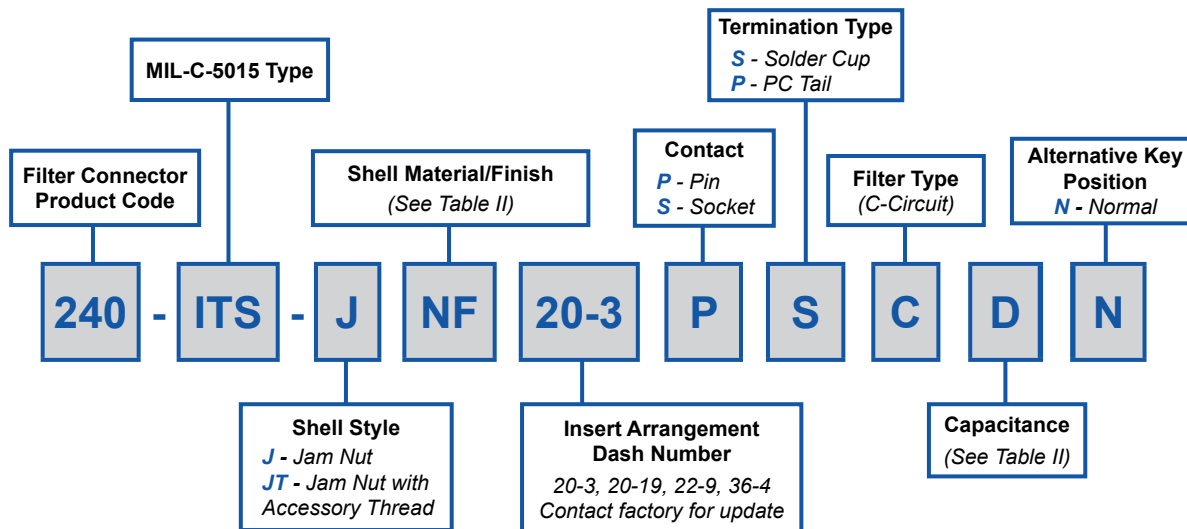 Termination Type
S - Solder Cup
P - PC Tail
MIL-C-5015 Type
Filter Connector
Product Code
Shell Material/Finish
(See Table II)
Contact
P - Pin
S - Socket
Filter Type
(C-Circuit)
Alternative Key
Position
N - Normal
240 - ITS - J NF 20-3 P S C D N
Shell Style
J - Jam Nut
JT - Jam Nut with
Accessory Thread
Insert Arrangement
Dash Number
20-3, 20-19, 22-9, 36-4
Contact factory for update
Capacitance
(See Table II)